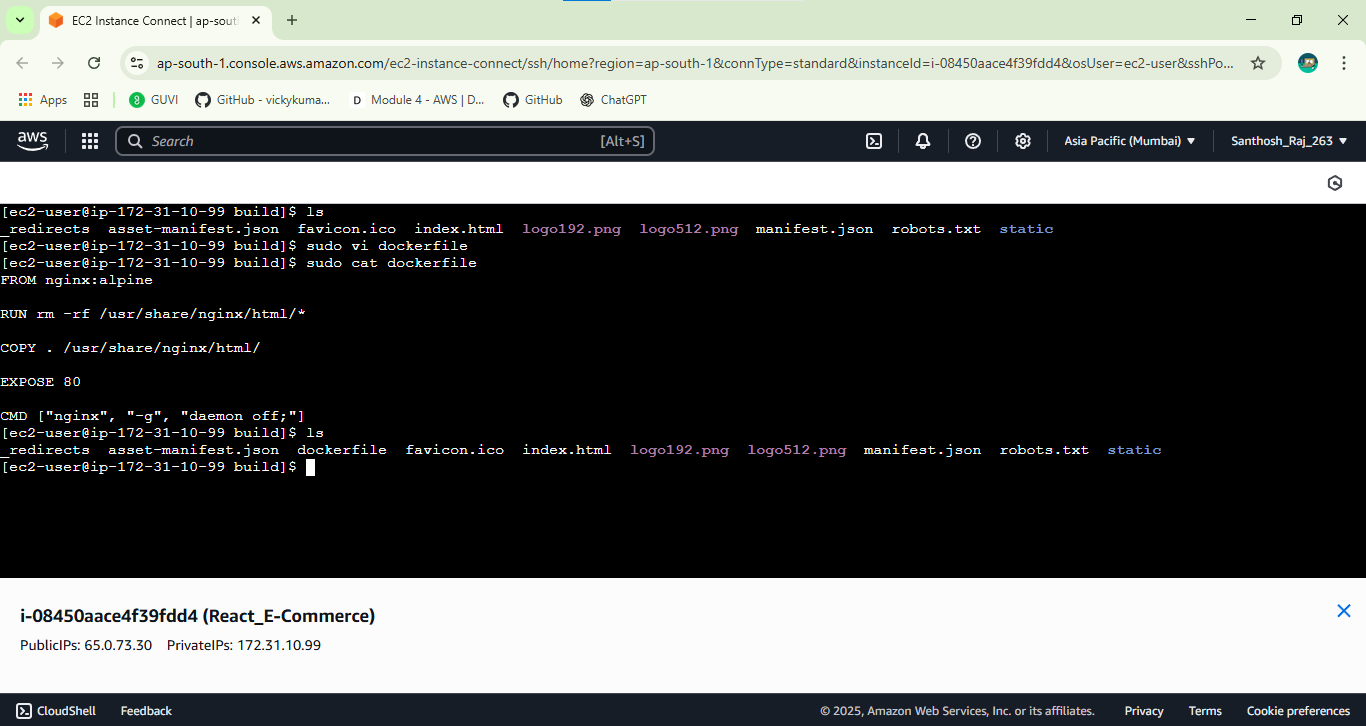 EC2 Instance Connect | ap-sout
ap-south-1.console.aws.amazon.com/ec2-instance-connect/ssh/home?region=ap-south-1&connType=standard&instanceId=i-08450aace4f39fdd4&osUser=ec2-user&sshPo...
Apps GUVI GitHub - vickykuma... D Module 4 - AWS | D... GitHub ChatGPT
aws Search [Alt+S] Asia Pacific (Mumbai) Santhosh_Raj_263
[ec2-user@ip-172-31-10-99 build]$ ls
_redirects asset-manifest.json favicon.ico index.html logo192.png logo512.png manifest.json robots.txt static
[ec2-user@ip-172-31-10-99 build]$ sudo vi dockerfile
[ec2-user@ip-172-31-10-99 build]$ sudo cat dockerfile
FROM nginx:alpine
RUN rm -rf /usr/share/nginx/html/*
COPY . /usr/share/nginx/html/
EXPOSE 80
CMD ["nginx", "-g", "daemon off;"]
[ec2-user@ip-172-31-10-99 build]$ ls
_redirects asset-manifest.json dockerfile favicon.ico index.html logo192.png logo512.png manifest.json robots.txt static
[ec2-user@ip-172-31-10-99 build]$
i-08450aace4f39fdd4 (React_E-Commerce)
PublicIPs: 65.0.73.30 PrivateIPs: 172.31.10.99
CloudShell Feedback © 2025, Amazon Web Services, Inc. or its affiliates. Privacy Terms Cookie preferences